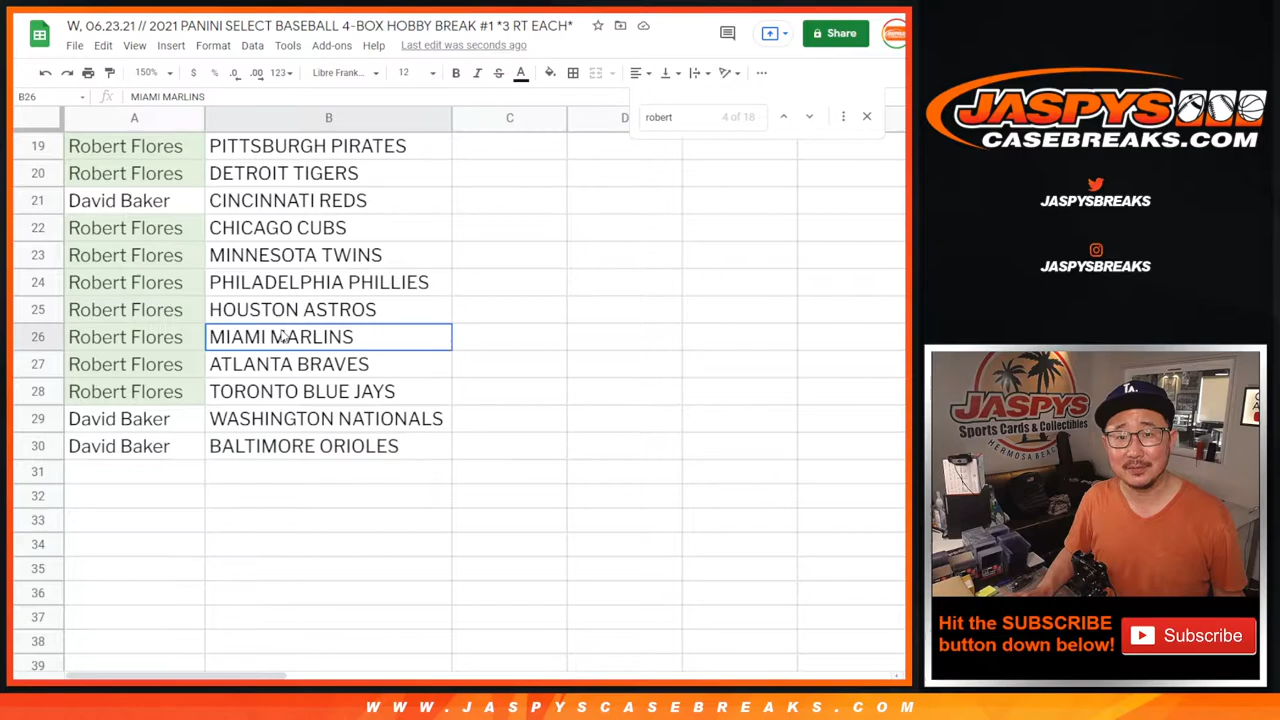 W, 06.23.21 // 2021 PANINI SELECT BASEBALL 4-BOX HOBBY BREAK #1 *3 RT EACH*
File Edit View Insert Format Data Tools Add-ons Help Last edit was seconds ago
Share
150% $ % .0 .00 123 Libre Frank... 12 B I S A
B26 fx MIAMI MARLINS
robert 4 of 18
A B C D
19 Robert Flores PITTSBURGH PIRATES
20 Robert Flores DETROIT TIGERS
21 David Baker CINCINNATI REDS
22 Robert Flores CHICAGO CUBS
23 Robert Flores MINNESOTA TWINS
24 Robert Flores PHILADELPHIA PHILLIES
25 Robert Flores HOUSTON ASTROS
26 Robert Flores MIAMI MARLINS
27 Robert Flores ATLANTA BRAVES
28 Robert Flores TORONTO BLUE JAYS
29 David Baker WASHINGTON NATIONALS
30 David Baker BALTIMORE ORIOLES
31
32
33
34
35
36
37
38
39
JASPYS
CASEBREAKS.COM
JASPYSBREAKS
JASPYSBREAKS
JASPYS
Sports Cards & Collectibles
HERMOSA BEACH
LA
Hit the SUBSCRIBE
button down below!
Subscribe
WWW.JASPYSCASEBREAKS.COM